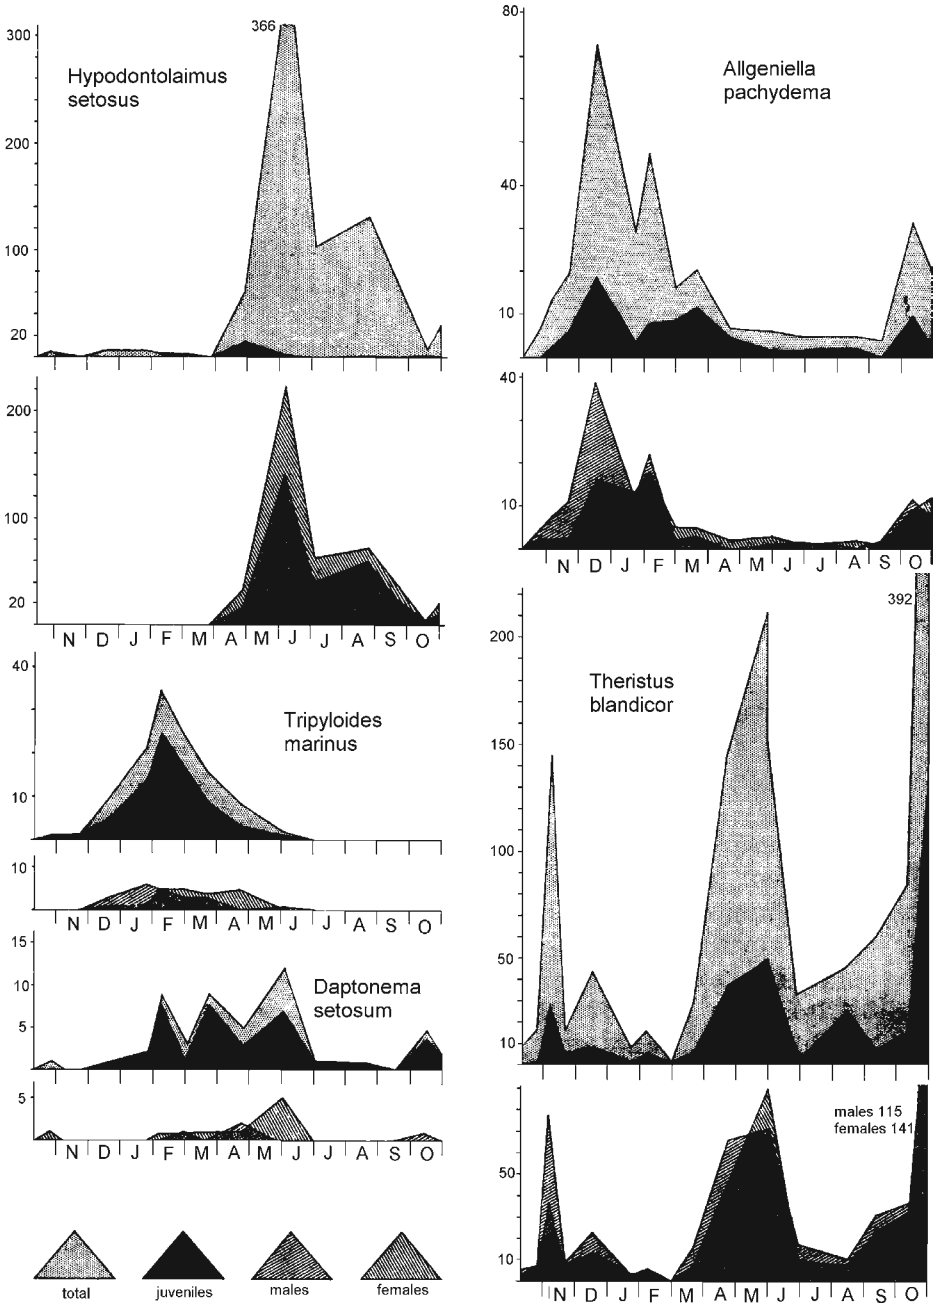 300
366
Hypodontolaimus
setosus
200
100
20
200
100
20
N D J F M A M J J A S O
40
Tripyloides
marinus
10
10
N D J F M A M J J A S O
15
10
Daptonema
setosum
5
5
N D J F M A M J J A S O
total juveniles males females
80
Allgeniella
pachydema
40
10
40
10
N D J F M A M J J A S O
392
200
Theristus
blandicor
150
100
50
10
males 115
females 141
50
10
N D J F M A M J J A S O